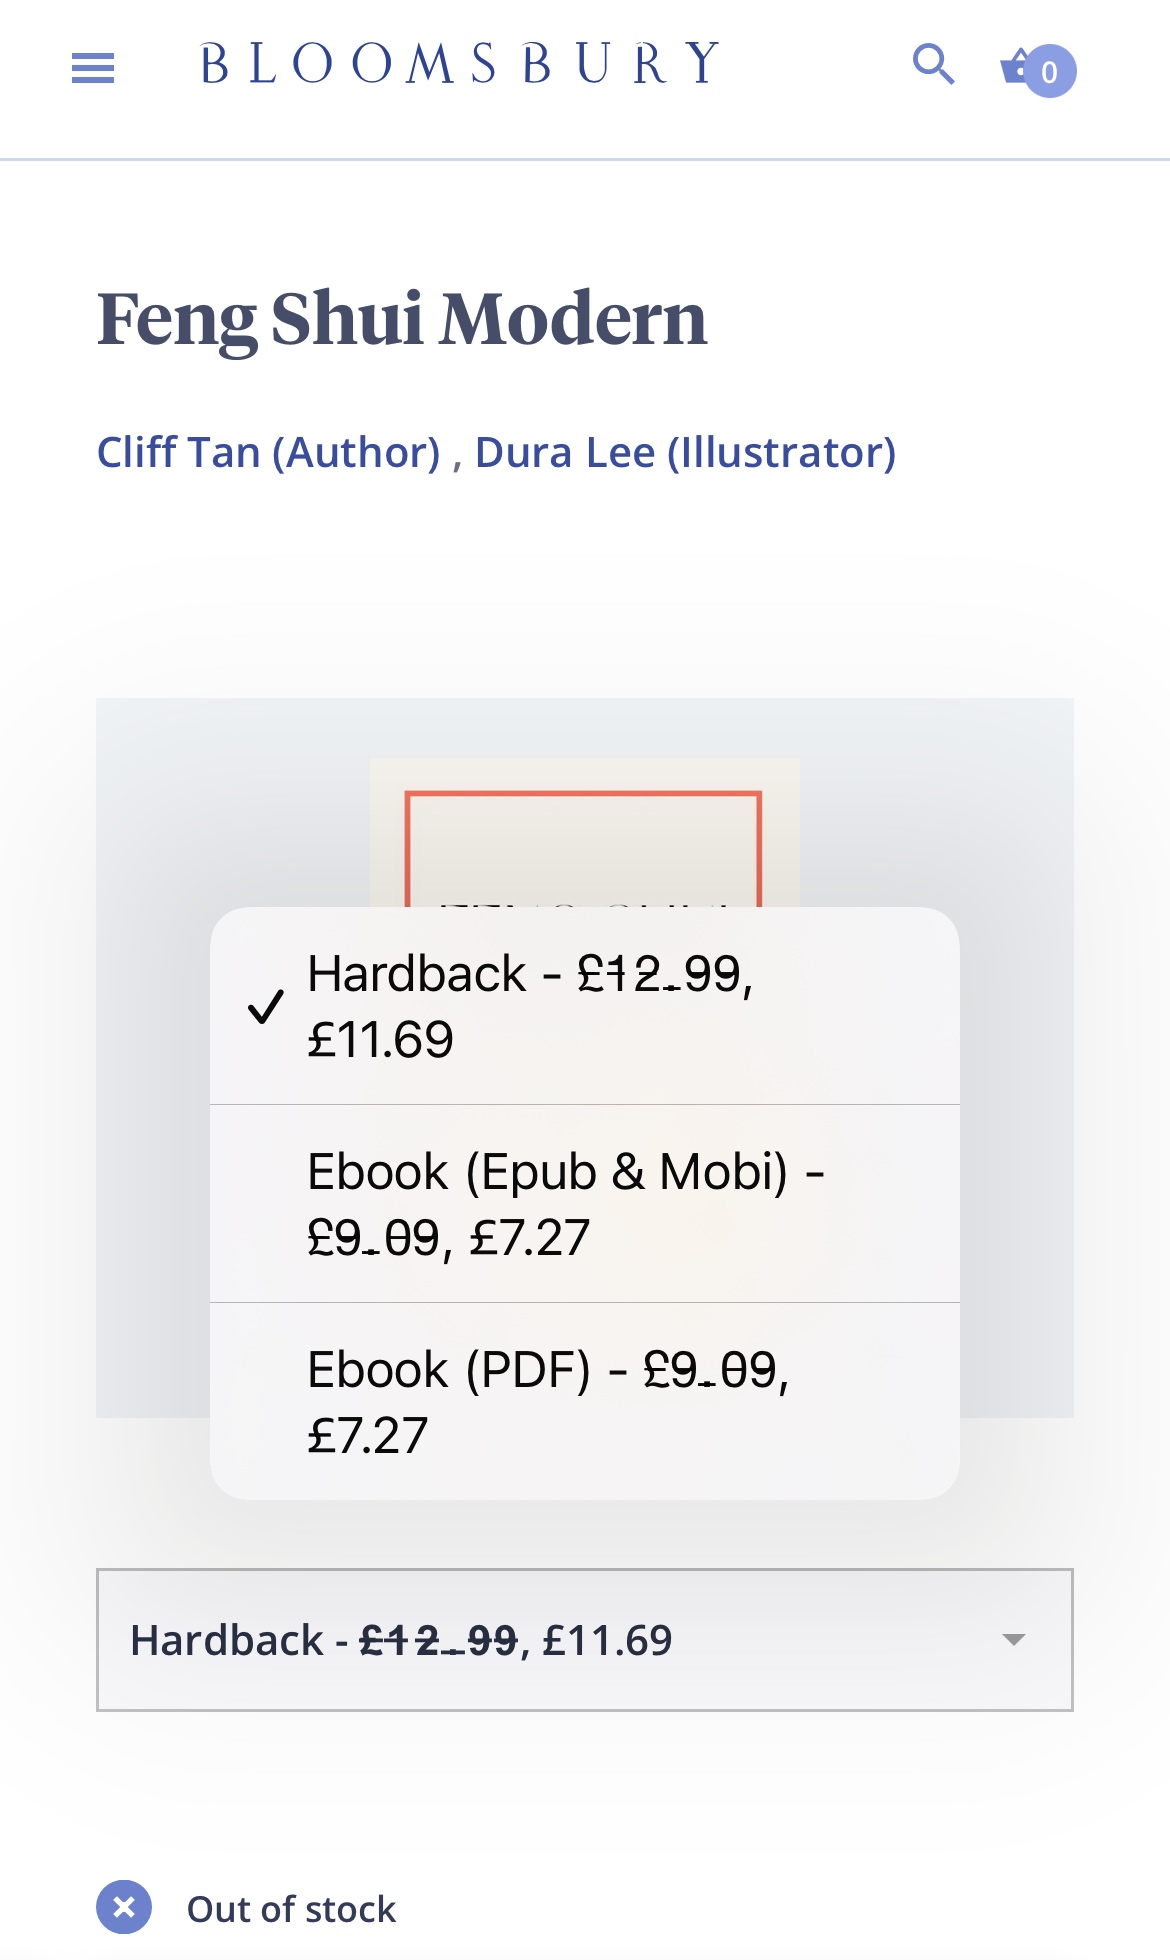 BLOOMSBURY
0
Feng Shui Modern
Cliff Tan (Author) , Dura Lee (Illustrator)
Hardback - £12.99,
£11.69
Ebook (Epub & Mobi) -
£9.09, £7.27
Ebook (PDF) - £9.09,
£7.27
Hardback - £12.99, £11.69
Out of stock